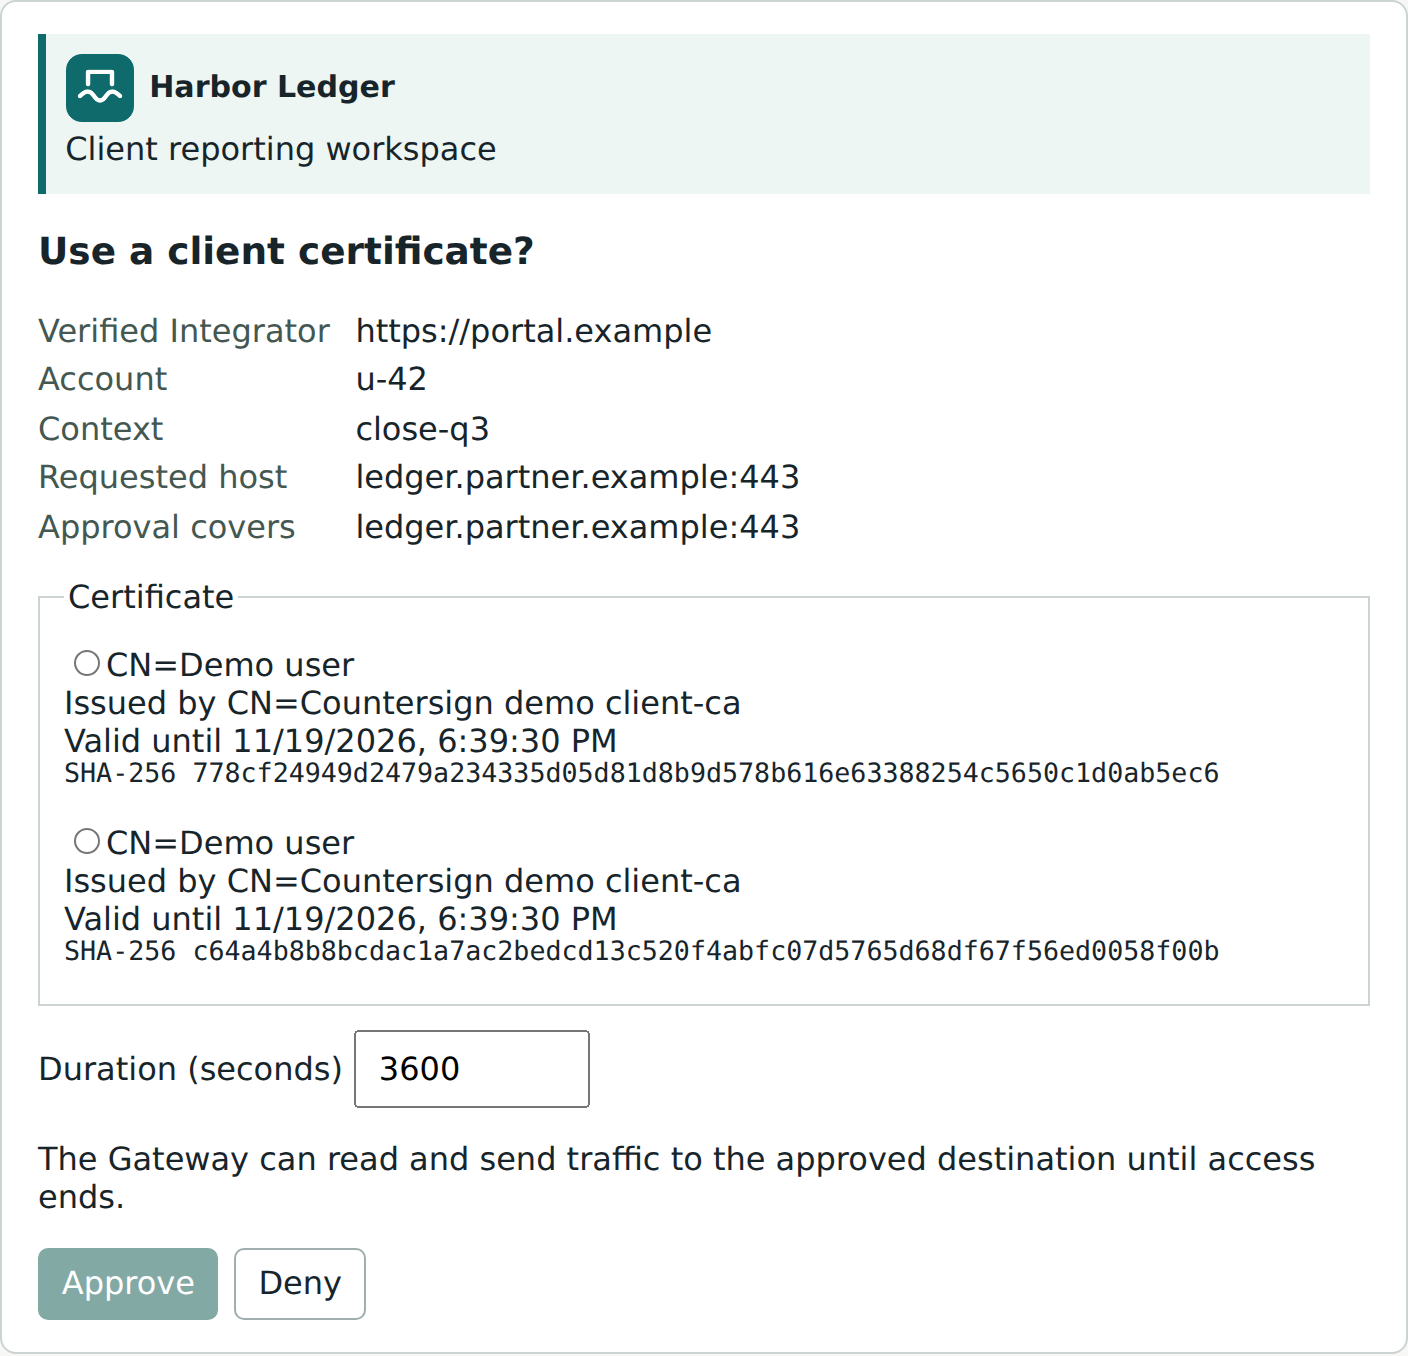 Harbor Ledger
Client reporting workspace
Use a client certificate?
Verified Integrator https://portal.example
Account u-42
Context close-q3
Requested host ledger.partner.example:443
Approval covers ledger.partner.example:443
Certificate
CN=Demo user
Issued by CN=Countersign demo client-ca
Valid until 11/19/2026, 6:39:30 PM
SHA-256 778cf24949d2479a234335d05d81d8b9d578b616e63388254c5650c1d0ab5ec6
CN=Demo user
Issued by CN=Countersign demo client-ca
Valid until 11/19/2026, 6:39:30 PM
SHA-256 c64a4b8b8bcdac1a7ac2bedcd13c520f4abfc07d5765d68df67f56ed0058f00b
Duration (seconds) 3600
The Gateway can read and send traffic to the approved destination until access
ends.
Approve Deny